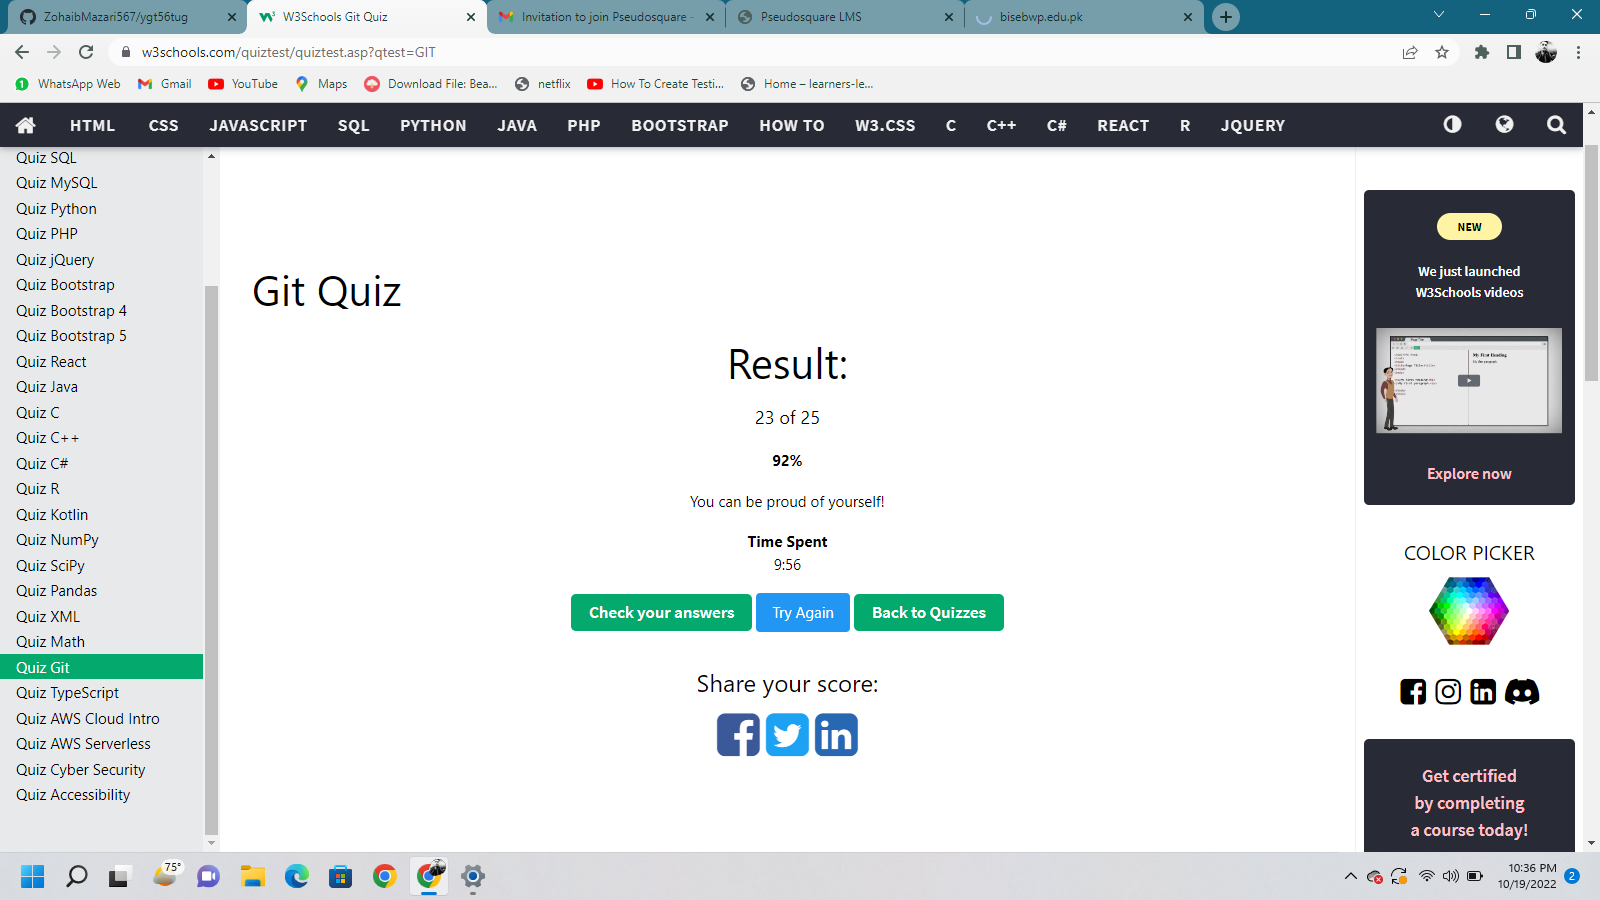 ZohaibMazari567/ygt56tug
W3Schools Git Quiz
Invitation to join Pseudosquare -
Pseudosquare LMS
bisebwp.edu.pk
w3schools.com/quiztest/quiztest.asp?qtest=GIT
WhatsApp Web
Gmail
YouTube
Maps
Download File: Bea...
netflix
How To Create Testi...
Home – learners-le...
HTML CSS JAVASCRIPT SQL PYTHON JAVA PHP BOOTSTRAP HOW TO W3.CSS C C++ C# REACT R JQUERY
Quiz SQL
Quiz MySQL
Quiz Python
Quiz PHP
Quiz jQuery
Quiz Bootstrap
Quiz Bootstrap 4
Quiz Bootstrap 5
Quiz React
Quiz Java
Quiz C
Quiz C++
Quiz C#
Quiz R
Quiz Kotlin
Quiz NumPy
Quiz SciPy
Quiz Pandas
Quiz XML
Quiz Math
Quiz Git
Quiz TypeScript
Quiz AWS Cloud Intro
Quiz AWS Serverless
Quiz Cyber Security
Quiz Accessibility
Git Quiz
Result:
23 of 25
92%
You can be proud of yourself!
Time Spent
9:56
Check your answers
Try Again
Back to Quizzes
Share your score:
NEW
We just launched
W3Schools videos
My First Heading
Explore now
COLOR PICKER
Get certified
by completing
a course today!
75°
10:36 PM
10/19/2022
2